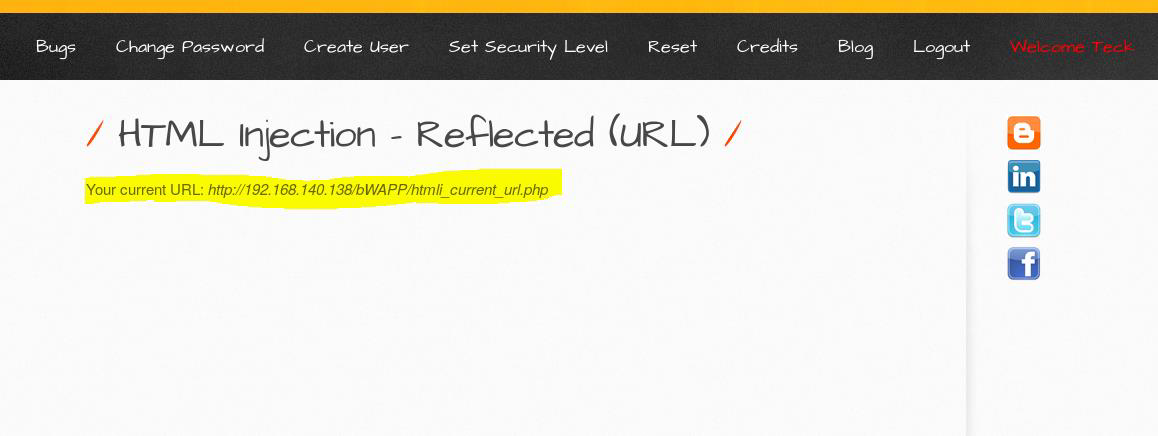 Bugs Change Password Create User Set Security Level Reset Credits Blog Logout Welcome Teck
/ HTML Injection - Reflected (URL) /
Your current URL: http://192.168.140.138/bWAPP/htmli_current_url.php
in